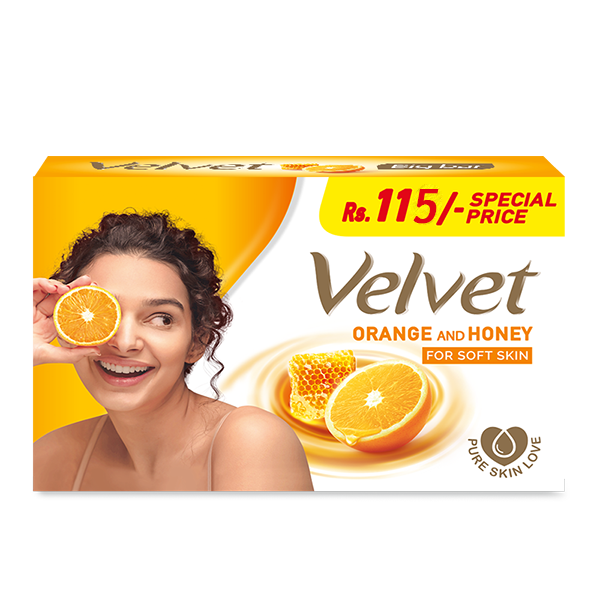 Velvet Big bar
Rs. 115/- SPECIAL
PRICE
Velvet
ORANGE AND HONEY
FOR SOFT SKIN
PURE SKIN LOVE